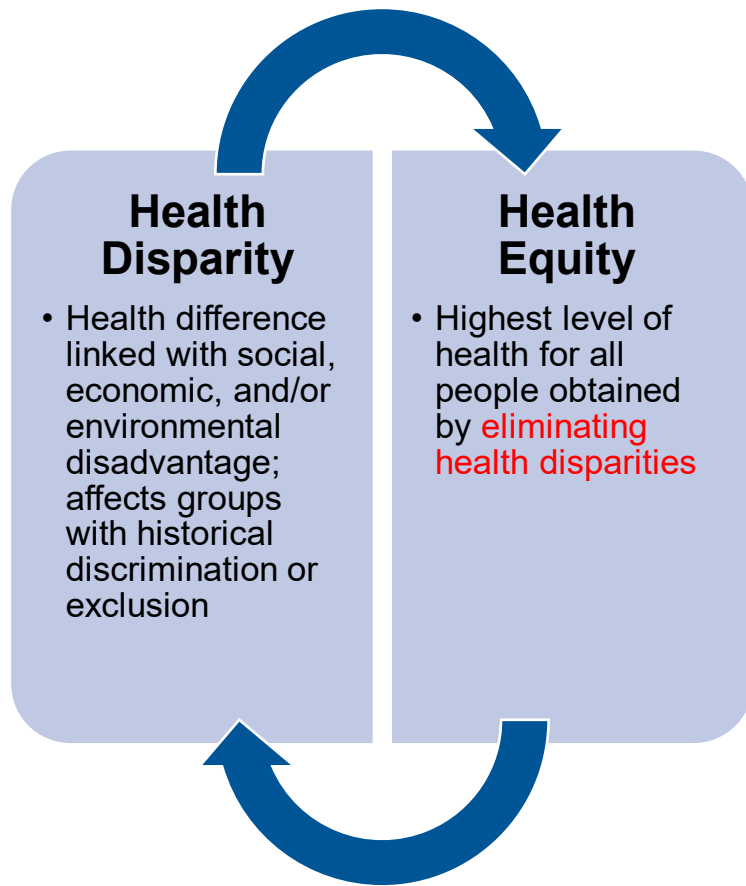 Health
Disparity
• Health difference
linked with social,
economic, and/or
environmental
disadvantage;
affects groups
with historical
discrimination or
exclusion
Health
Equity
• Highest level of
health for all
people obtained
by eliminating
health disparities